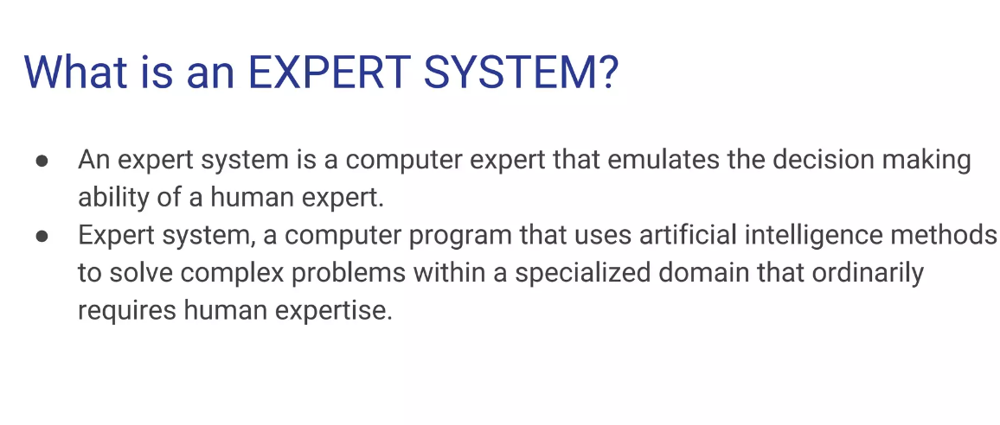 What is an EXPERT SYSTEM?
● An expert system is a computer expert that emulates the decision making
ability of a human expert.
● Expert system, a computer program that uses artificial intelligence methods
to solve complex problems within a specialized domain that ordinarily
requires human expertise.